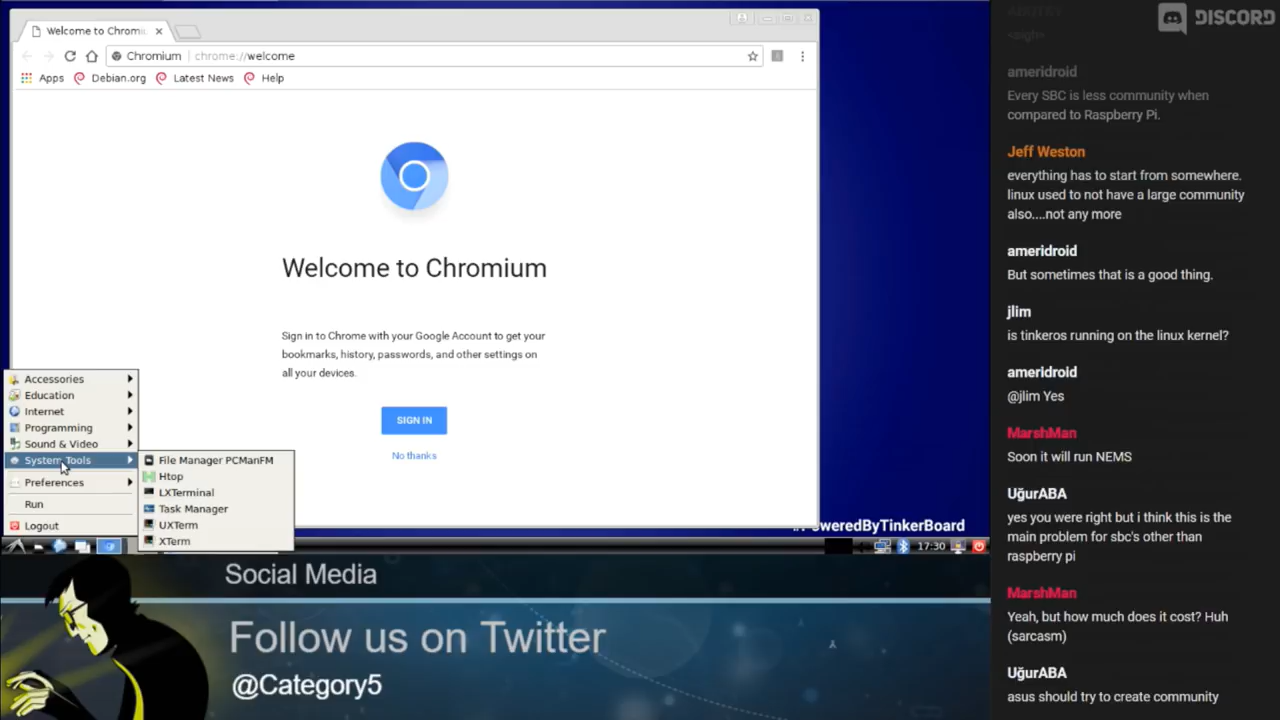 Welcome to Chromi
Chromium chrome://welcome
Apps Debian.org Latest News Help
Welcome to Chromium
Sign in to Chrome with your Google Account to get your
bookmarks, history, passwords, and other settings on
all your devices.
SIGN IN
No thanks
Accessories
Education
Internet
Programming
Sound & Video
System Tools
Preferences
Run
Logout
File Manager PCManFM
Htop
LXTerminal
Task Manager
UXTerm
XTerm
PoweredByTinkerBoard
17:30
Social Media
Follow us on Twitter
@Category5
DISCORD
<sigh>
ameridroid
Every SBC is less community when
compared to Raspberry Pi.
Jeff Weston
everything has to start from somewhere.
linux used to not have a large community
also....not any more
ameridroid
But sometimes that is a good thing.
jlim
is tinkeros running on the linux kernel?
ameridroid
@jlim Yes
MarshMan
Soon it will run NEMS
UğurABA
yes you were right but i think this is the
main problem for sbc's other than
raspberry pi
MarshMan
Yeah, but how much does it cost? Huh
(sarcasm)
UğurABA
asus should try to create community